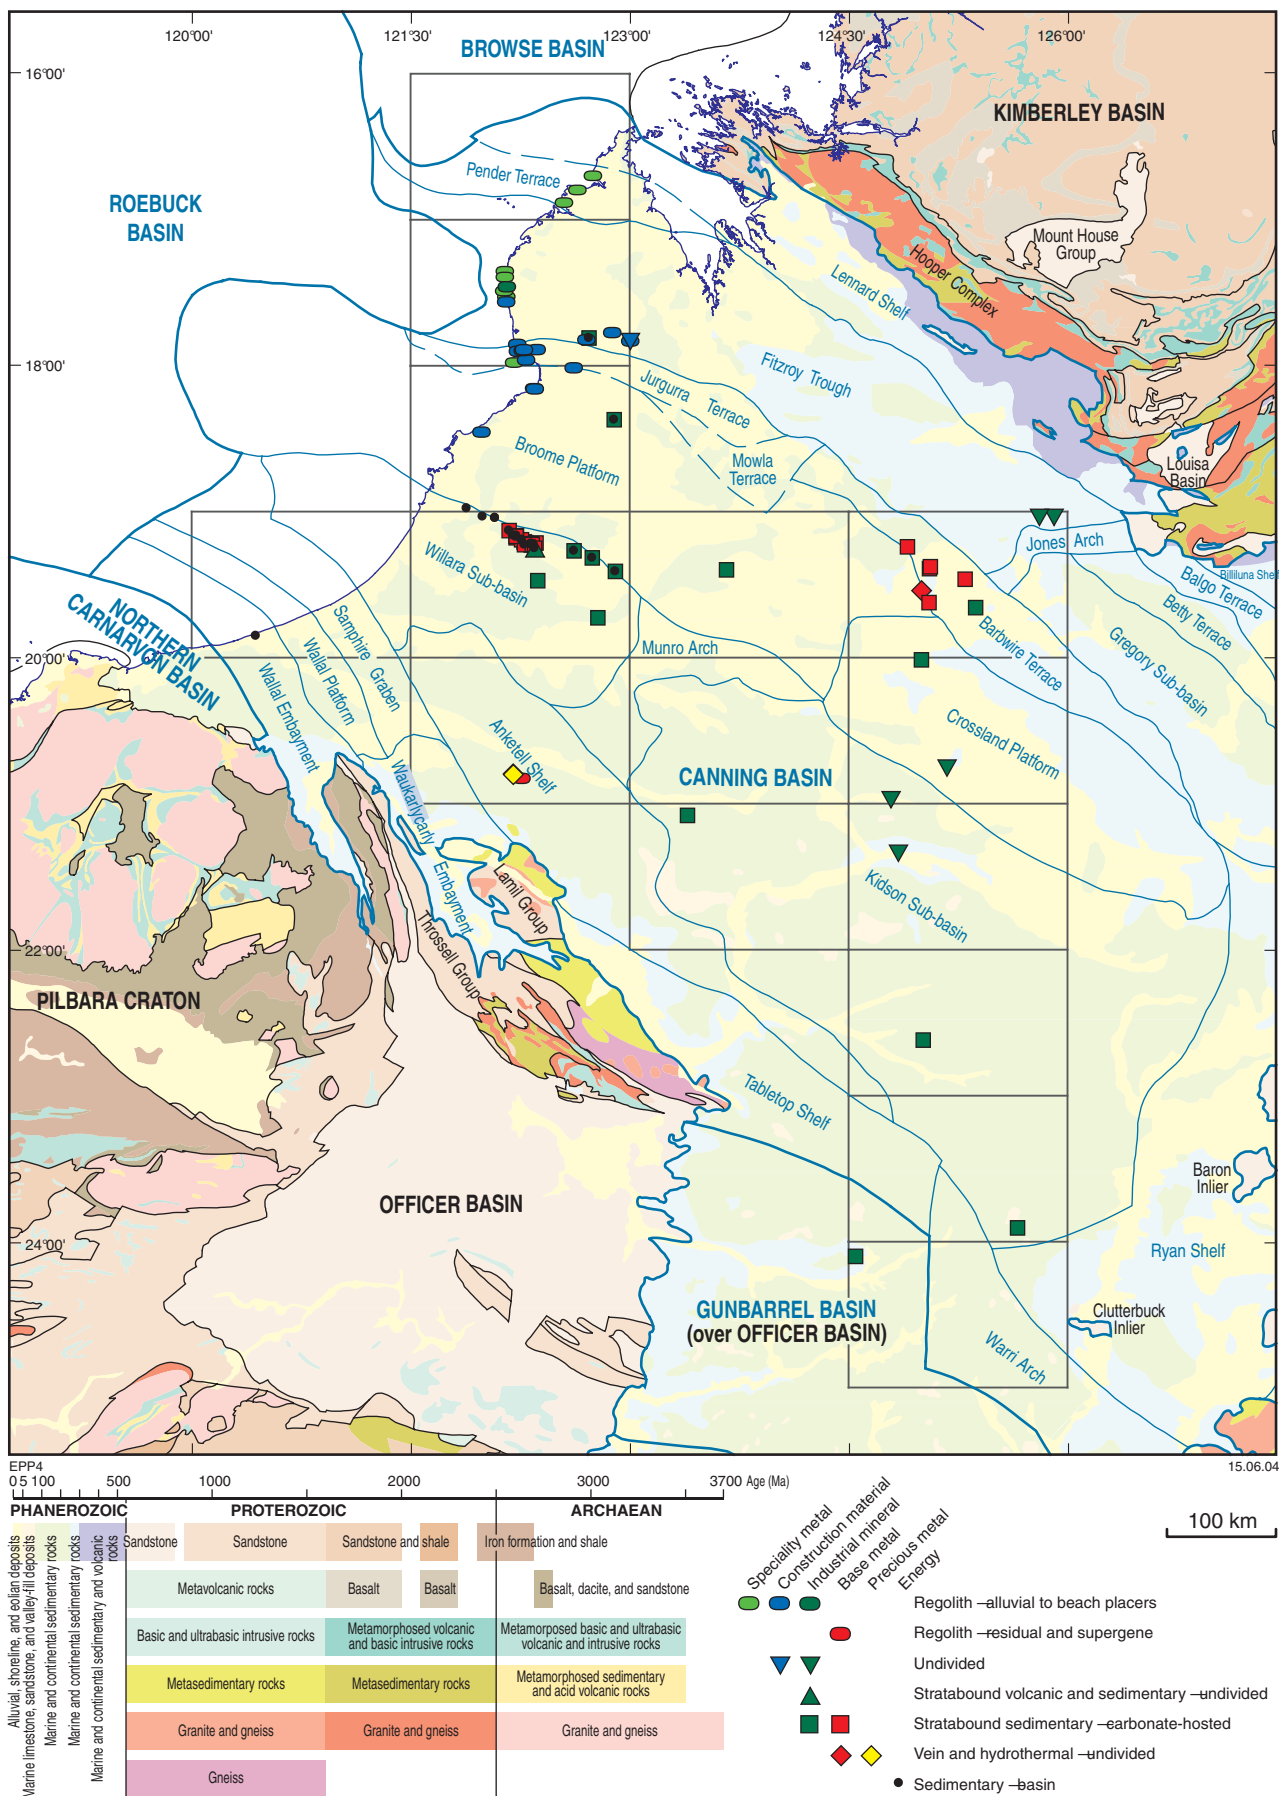 120°00'
121°30'
123°00'
124°30'
126°00'
BROWSE BASIN
16°00'
KIMBERLEY BASIN
Pender Terrace
ROEBUCK
BASIN
Mount House
Group
Hooper Complex
Lennard Shelf
18°00'
Fitzroy Trough
Jurgurra Terrace
Broome Platform
Mowla
Terrace
Louisa
Basin
Jones Arch
Willara Sub-basin
Billiluna Shelf
Balgo Terrace
Betty Terrace
NORTHERN
CARNARVON BASIN
Samphire Graben
Wallal Platform
Wallal Embayment
20°00'
Munro Arch
Barbwire Terrace
Gregory Sub-basin
Anketell Shelf
Crossland Platform
CANNING BASIN
Waukarlycarly
Embayment
Lamil Group
Kidson Sub-basin
Throssell Group
22°00'
PILBARA CRATON
Tabletop Shelf
OFFICER BASIN
Baron
Inlier
24°00'
Ryan Shelf
GUNBARREL BASIN
(over OFFICER BASIN)
Clutterbuck
Inlier
Warri Arch
EPP4
15.06.04
0 5 1 100 500 1000 2000 3000 3700 Age (Ma)
PHANEROZOIC
PROTEROZOIC
ARCHAEAN
100 km
Alluvial, shoreline, and eolian deposits
Marine limestone, sandstone, and valley-fill deposits
Marine and continental sedimentary rocks
Marine and continental sedimentary rocks
Marine and continental sedimentary and volcanic
rocks
Sandstone
Sandstone
Sandstone and shale
Iron formation and shale
Metavolcanic rocks
Basalt
Basalt
Basalt, dacite, and sandstone
Basic and ultrabasic intrusive rocks
Metamorphosed volcanic
and basic intrusive rocks
Metamorposed basic and ultrabasic
volcanic and intrusive rocks
Metasedimentary rocks
Metasedimentary rocks
Metamorphosed sedimentary
and acid volcanic rocks
Granite and gneiss
Granite and gneiss
Granite and gneiss
Gneiss
Speciality metal
Construction material
Industrial mineral
Base metal
Precious metal
Energy
Regolith –alluvial to beach placers
Regolith –residual and supergene
Undivided
Stratabound volcanic and sedimentary –undivided
Stratabound sedimentary –carbonate-hosted
Vein and hydrothermal –undivided
Sedimentary –basin